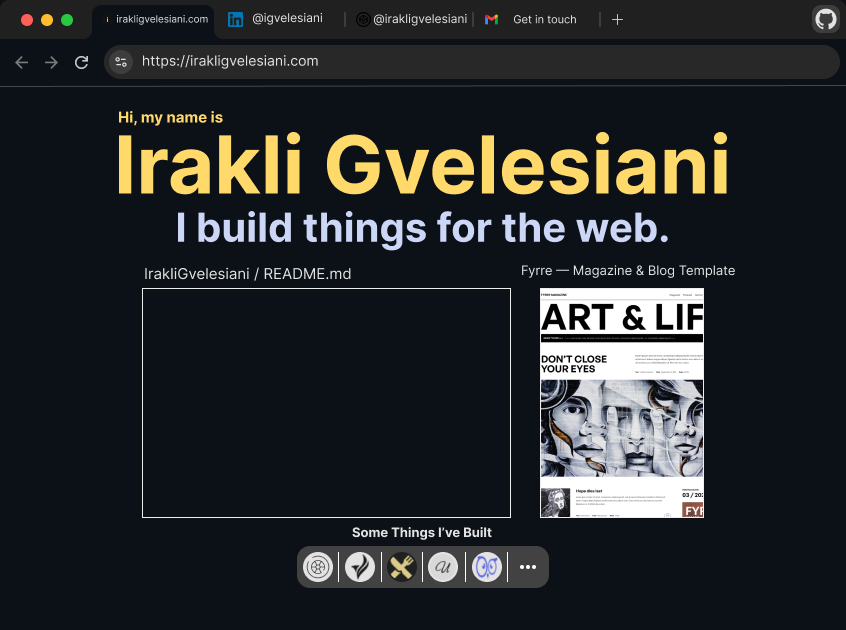 irakligvelesiani.com
@igvelesiani
@irakligvelesiani
Get in touch
https://irakligvelesiani.com
Hi, my name is
Irakli Gvelesiani
I build things for the web.
IrakliGvelesiani / README.md
Fyrre — Magazine & Blog Template
FYRRE MAGAZINE
ART & LIF
DON'T CLOSE
YOUR EYES
Hope dies last
03 / 202
FYR
Some Things I've Built